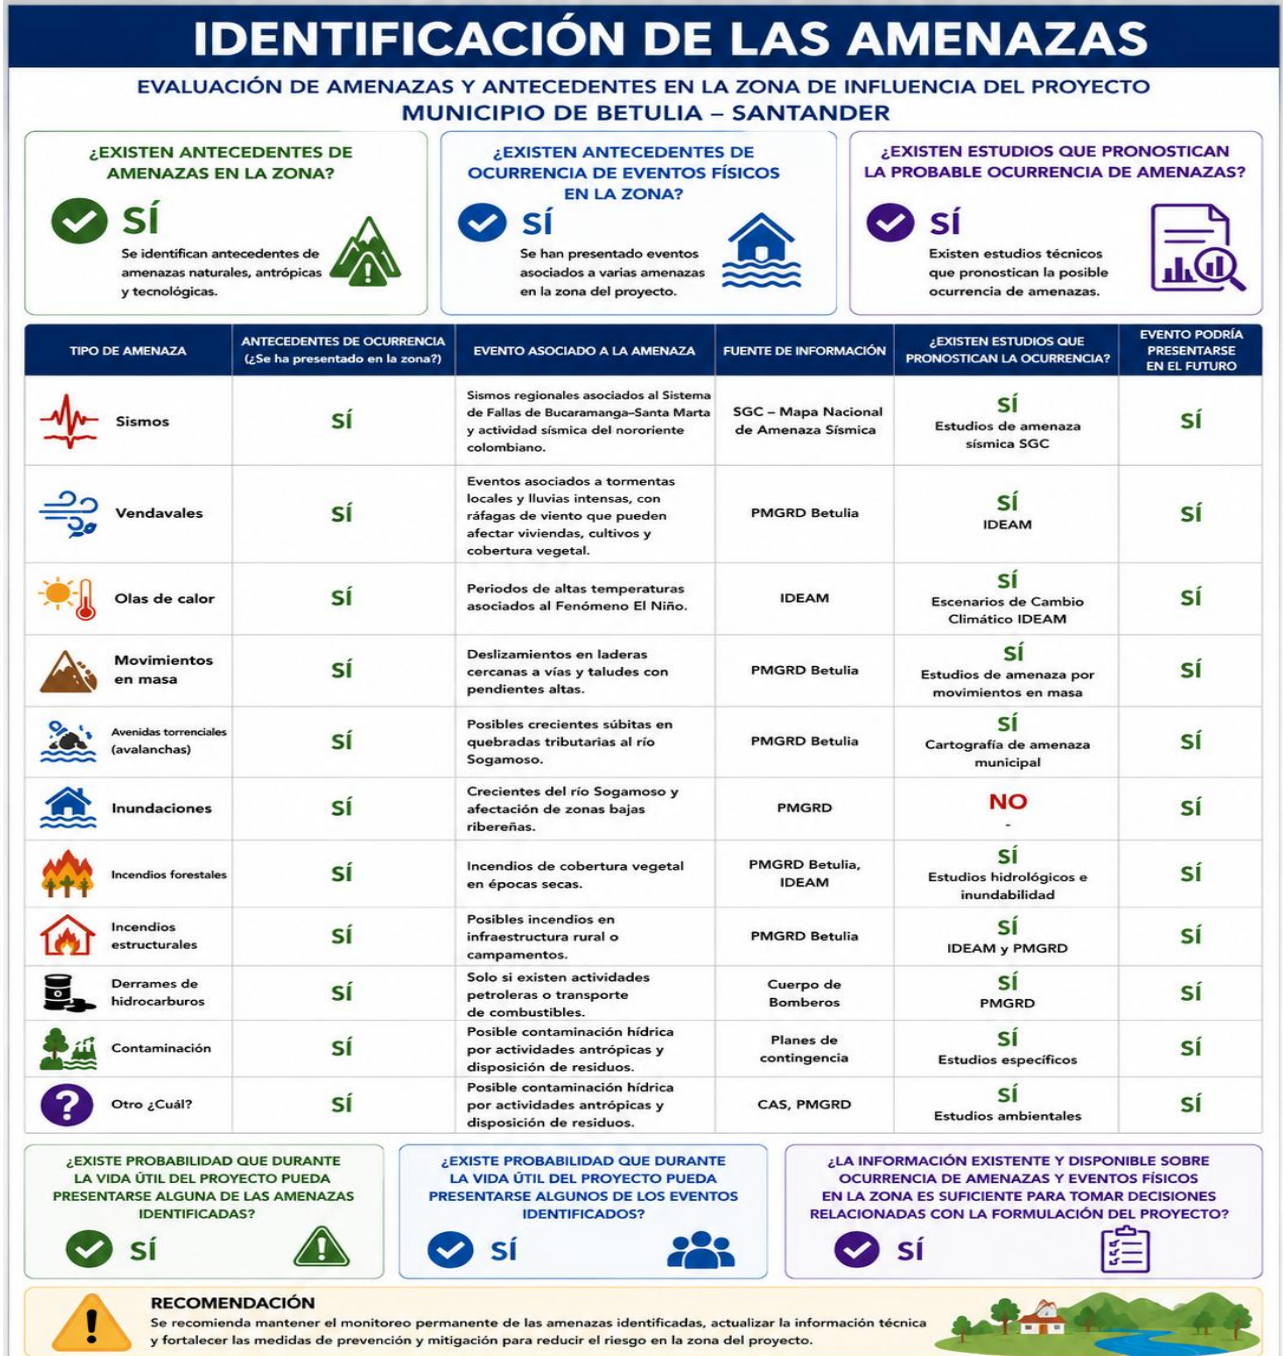 IDENTIFICACIÓN DE LAS AMENAZAS
EVALUACIÓN DE AMENAZAS Y ANTECEDENTES EN LA ZONA DE INFLUENCIA DEL PROYECTO
MUNICIPIO DE BETULIA – SANTANDER
¿EXISTEN ANTECEDENTES DE
AMENAZAS EN LA ZONA?
SÍ
Se identifican antecedentes de
amenazas naturales, antrópicas
y tecnológicas.
¿EXISTEN ANTECEDENTES DE
OCURRENCIA DE EVENTOS FÍSICOS
EN LA ZONA?
SÍ
Se han presentado eventos
asociados a varias amenazas
en la zona del proyecto.
¿EXISTEN ESTUDIOS QUE PRONOSTICAN
LA PROBABLE OCURRENCIA DE AMENAZAS?
SÍ
Existen estudios técnicos
que pronostican la posible
ocurrencia de amenazas.
TIPO DE AMENAZA
ANTECEDENTES DE OCURRENCIA
(¿Se ha presentado en la zona?)
EVENTO ASOCIADO A LA AMENAZA
FUENTE DE INFORMACIÓN
¿EXISTEN ESTUDIOS QUE
PRONOSTICAN LA OCURRENCIA?
EVENTO PODRÍA
PRESENTARSE
EN EL FUTURO
Sismos
SÍ
Sismos regionales asociados al Sistema
de Fallas de Bucaramanga–Santa Marta
y actividad sísmica del nororiente
colombiano.
SGC – Mapa Nacional
de Amenaza Sísmica
SÍ
Estudios de amenaza
sísmica SGC
SÍ
Vendavales
SÍ
Eventos asociados a tormentas
locales y lluvias intensas, con
ráfagas de viento que pueden
afectar viviendas, cultivos y
cobertura vegetal.
PMGRD Betulia
SÍ
IDEAM
SÍ
Olas de calor
SÍ
Periodos de altas temperaturas
asociados al Fenómeno El Niño.
IDEAM
SÍ
Escenarios de Cambio
Climático IDEAM
SÍ
Movimientos
en masa
SÍ
Deslizamientos en laderas
cercanas a vías y taludes con
pendientes altas.
PMGRD Betulia
SÍ
Estudios de amenaza por
movimientos en masa
SÍ
Avenidas torrenciales
(avalanchas)
SÍ
Posibles crecientes súbitas en
quebradas tributarias al río
Sogamoso.
PMGRD Betulia
SÍ
Cartografía de amenaza
municipal
SÍ
Inundaciones
SÍ
Crecientes del río Sogamoso y
afectación de zonas bajas
ribereñas.
PMGRD
NO
-
SÍ
Incendios forestales
SÍ
Incendios de cobertura vegetal
en épocas secas.
PMGRD Betulia,
IDEAM
SÍ
Estudios hidrológicos e
inundabilidad
SÍ
Incendios
estructurales
SÍ
Posibles incendios en
infraestructura rural o
campamentos.
PMGRD Betulia
SÍ
IDEAM y PMGRD
SÍ
Derrames de
hidrocarburos
SÍ
Solo si existen actividades
petroleras o transporte
de combustibles.
Cuerpo de
Bomberos
SÍ
PMGRD
SÍ
Contaminación
SÍ
Posible contaminación hídrica
por actividades antrópicas y
disposición de residuos.
Planes de
contingencia
SÍ
Estudios específicos
SÍ
?
Otro ¿Cuál?
SÍ
Posible contaminación hídrica
por actividades antrópicas y
disposición de residuos.
CAS, PMGRD
SÍ
Estudios ambientales
SÍ
¿EXISTE PROBABILIDAD QUE DURANTE
LA VIDA ÚTIL DEL PROYECTO PUEDA
PRESENTARSE ALGUNA DE LAS AMENAZAS
IDENTIFICADAS?
SÍ
¿EXISTE PROBABILIDAD QUE DURANTE
LA VIDA ÚTIL DEL PROYECTO PUEDA
PRESENTARSE ALGUNOS DE LOS EVENTOS
IDENTIFICADOS?
SÍ
¿LA INFORMACIÓN EXISTENTE Y DISPONIBLE SOBRE
OCURRENCIA DE AMENAZAS Y EVENTOS FÍSICOS
EN LA ZONA ES SUFICIENTE PARA TOMAR DECISIONES
RELACIONADAS CON LA FORMULACIÓN DEL PROYECTO?
SÍ
RECOMENDACIÓN
Se recomienda mantener el monitoreo permanente de las amenazas identificadas, actualizar la información técnica
y fortalecer las medidas de prevención y mitigación para reducir el riesgo en la zona del proyecto.